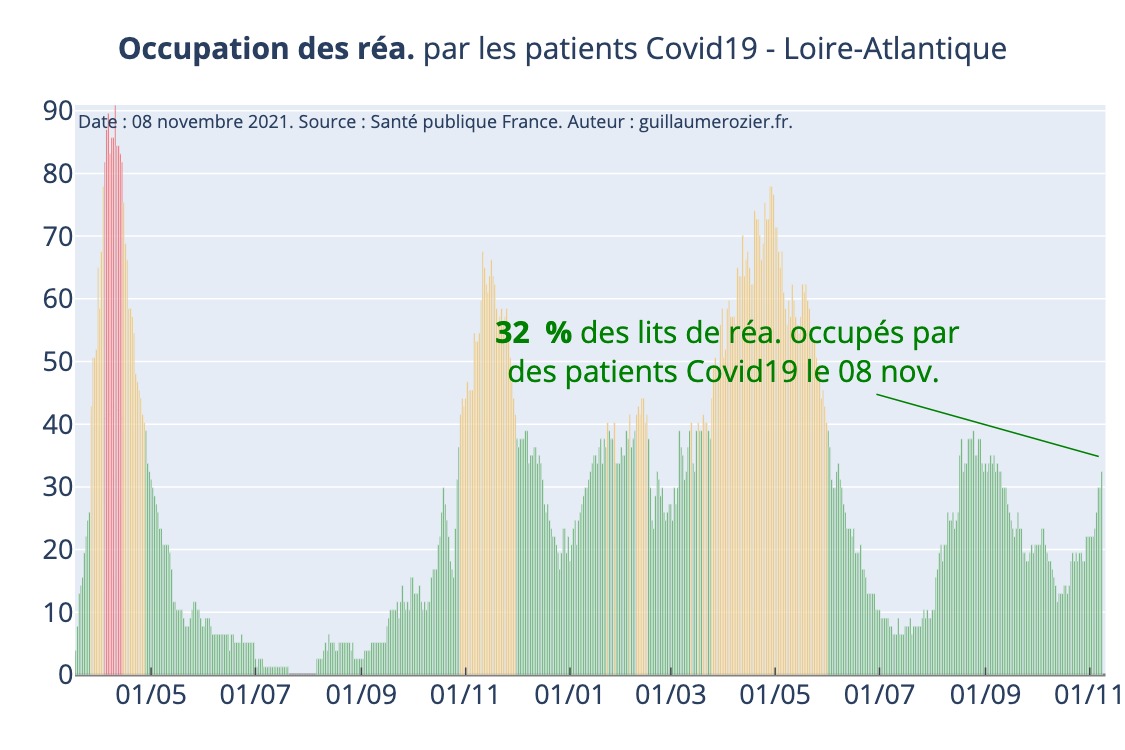 Occupation des réa. par les patients Covid19 - Loire-Atlantique
90
Date : 08 novembre 2021. Source : Santé publique France. Auteur : guillaumerozier.fr.
80
70
60
32 % des lits de réa. occupés par
50
des patients Covid19 le 08 nov.
40
30
20
10
0
01/05 01/07 01/09 01/11 01/01 01/03 01/05 01/07 01/09 01/11